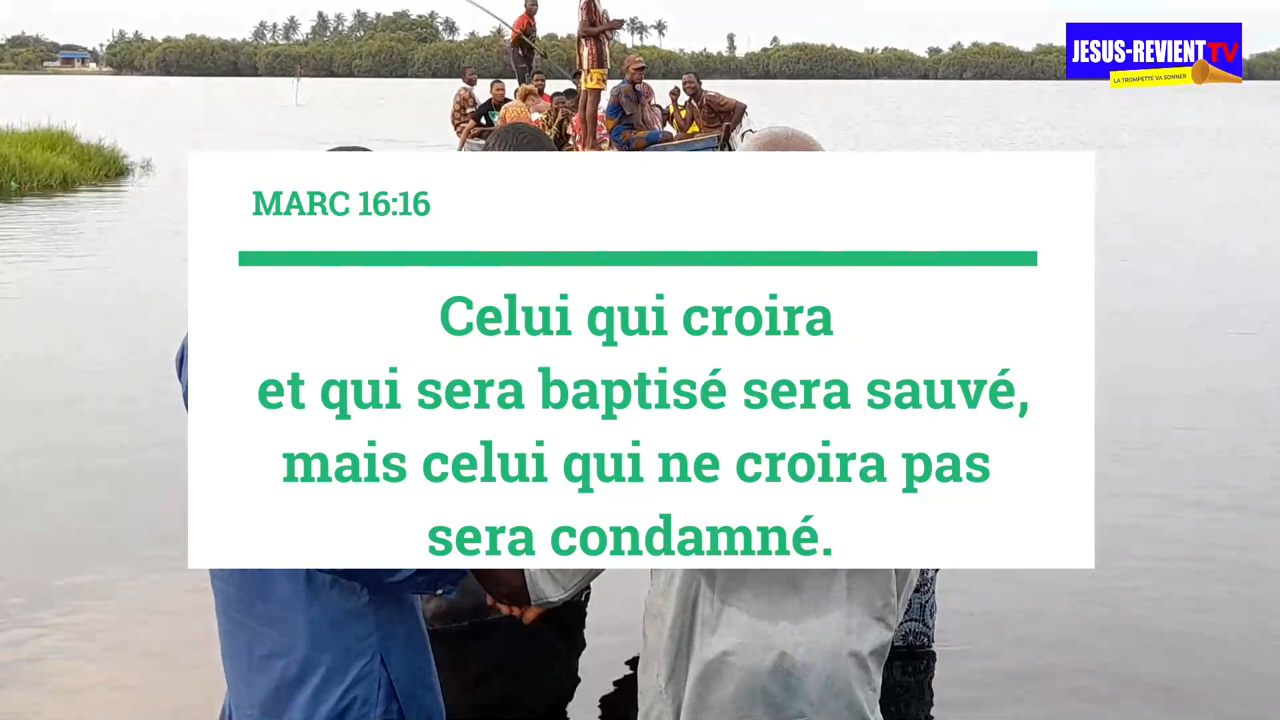 JESUS-REVIENT TV
LA TROMPETTE VA SONNER
MARC 16:16
Celui qui croira
et qui sera baptisé sera sauvé,
mais celui qui ne croira pas
sera condamné.